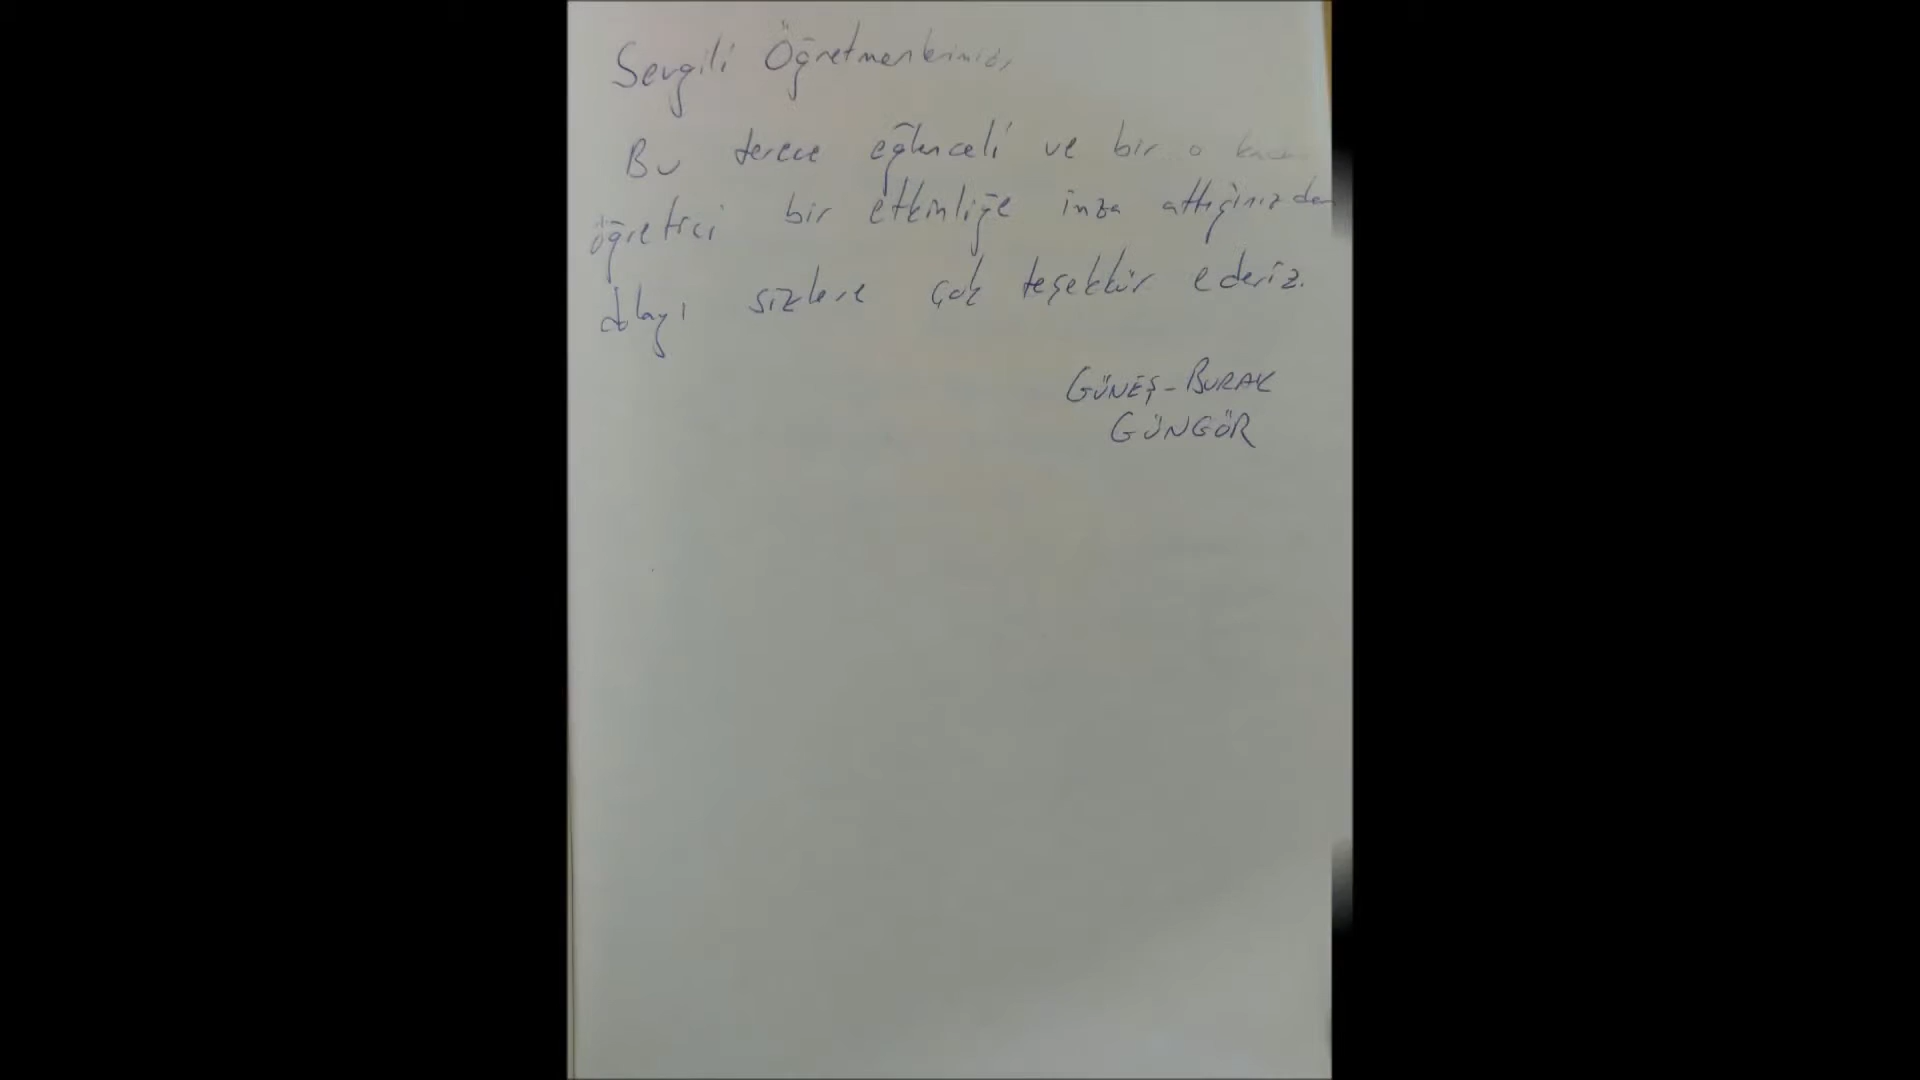 Sevgili Öğretmenlerimiz,
Bu derece eğlenceli ve bir o kadar
öğretici bir etkinliğe imza attığınızdan
dolayı sizlere çok teşekkür ederiz.
GÜNEŞ-BURAK
GÜNGÖR